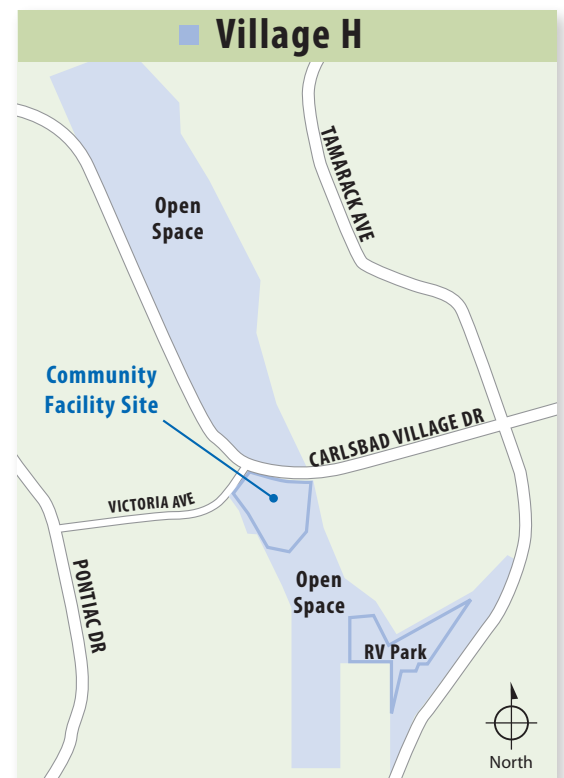 Village H
TAMARACK AVE
Open
Space
Community
Facility Site
CARLSBAD VILLAGE DR
VICTORIA AVE
PONTIAC DR
Open
Space
RV Park
North